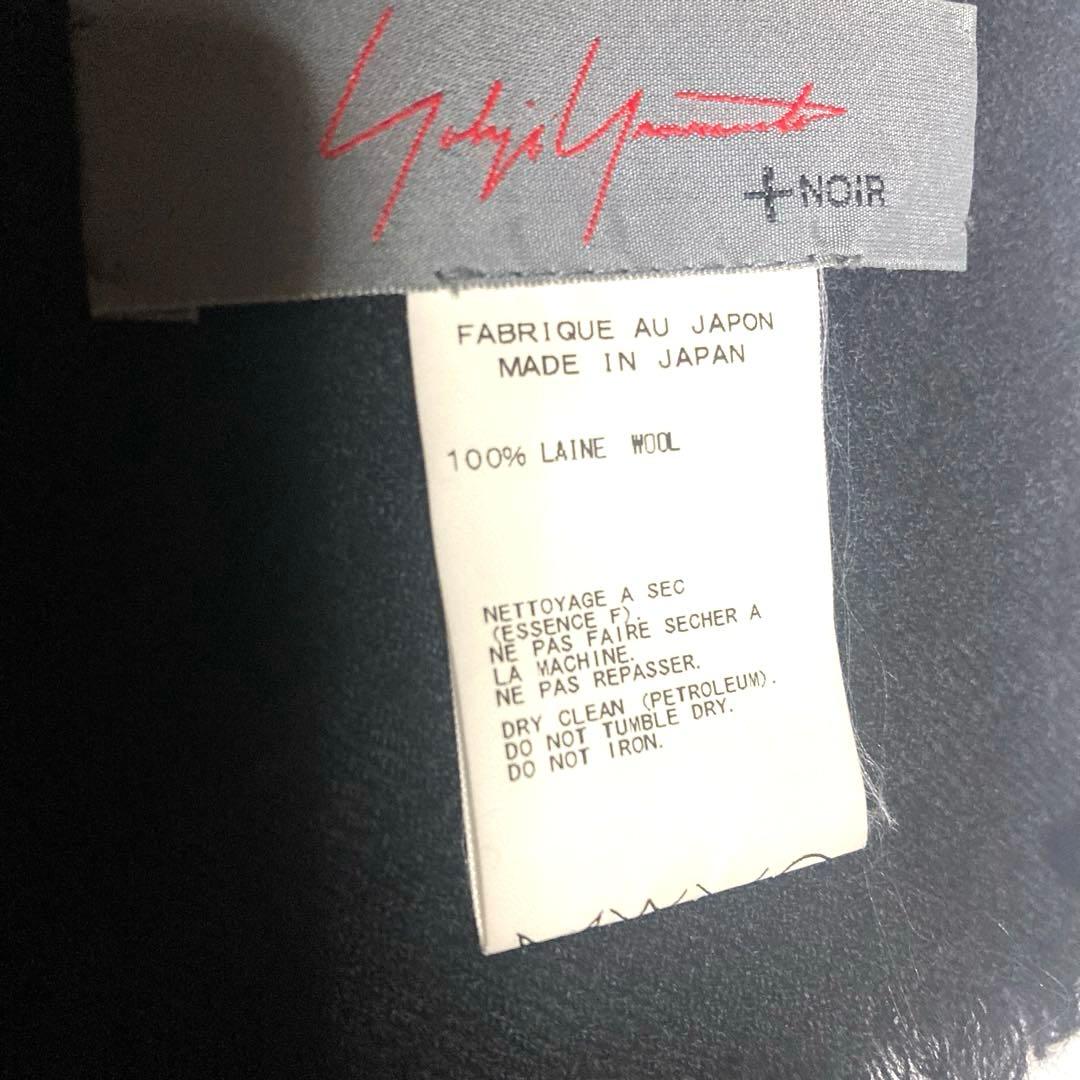 Yohji Yamamoto
+NOIR
FABRIQUE AU JAPON
MADE IN JAPAN
100% LAINE WOOL
NETTOYAGE A SEC
(ESSENCE F).
NE PAS FAIRE SECHER A
LA MACHINE.
NE PAS REPASSER.
DRY CLEAN (PETROLEUM).
DO NOT TUMBLE DRY.
DO NOT IRON.